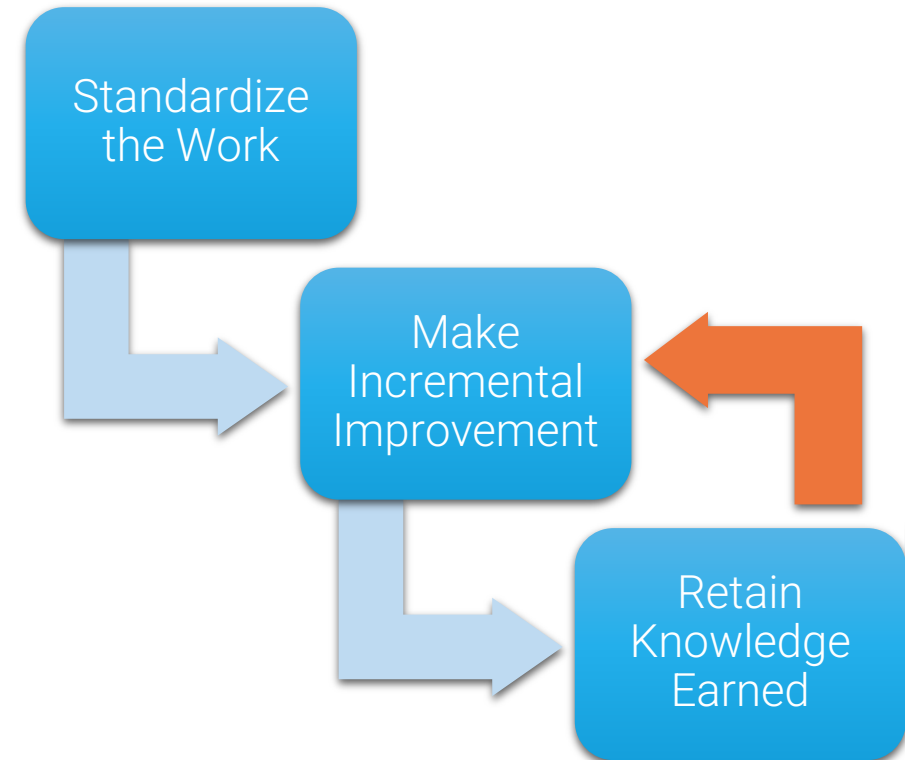 Standardize
the Work
Make
Incremental
Improvement
Retain
Knowledge
Earned